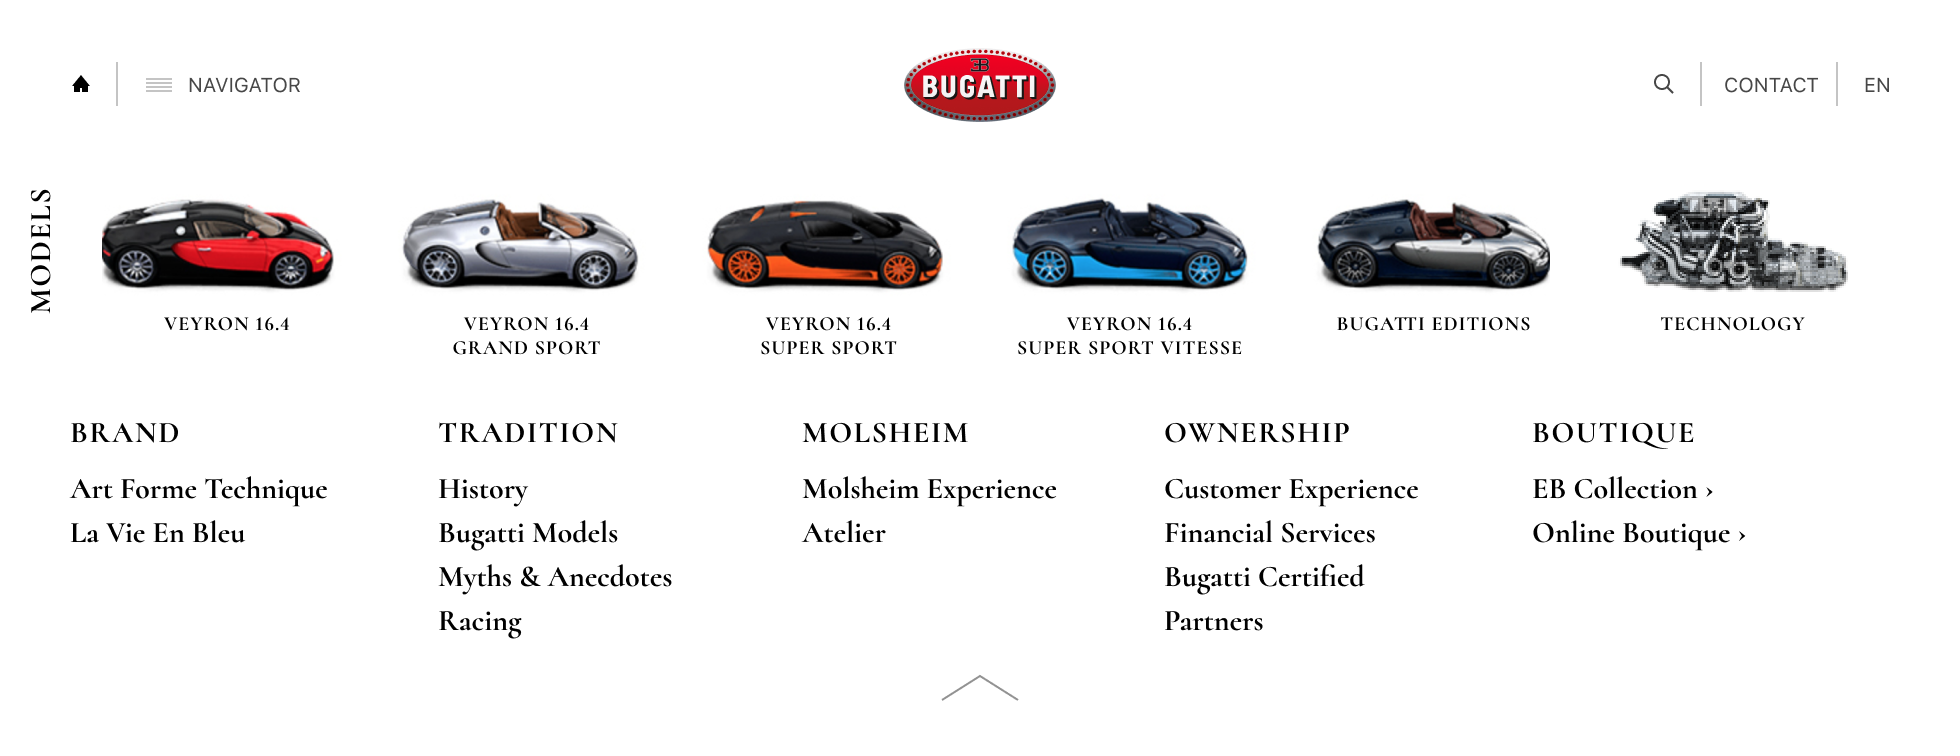 NAVIGATOR
EB
BUGATTI
CONTACT
EN
MODELS
VEYRON 16.4
VEYRON 16.4
GRAND SPORT
VEYRON 16.4
SUPER SPORT
VEYRON 16.4
SUPER SPORT VITESSE
BUGATTI EDITIONS
TECHNOLOGY
BRAND
Art Forme Technique
La Vie En Bleu
TRADITION
History
Bugatti Models
Myths & Anecdotes
Racing
MOLSHEIM
Molsheim Experience
Atelier
OWNERSHIP
Customer Experience
Financial Services
Bugatti Certified
Partners
BOUTIQUE
EB Collection ›
Online Boutique ›